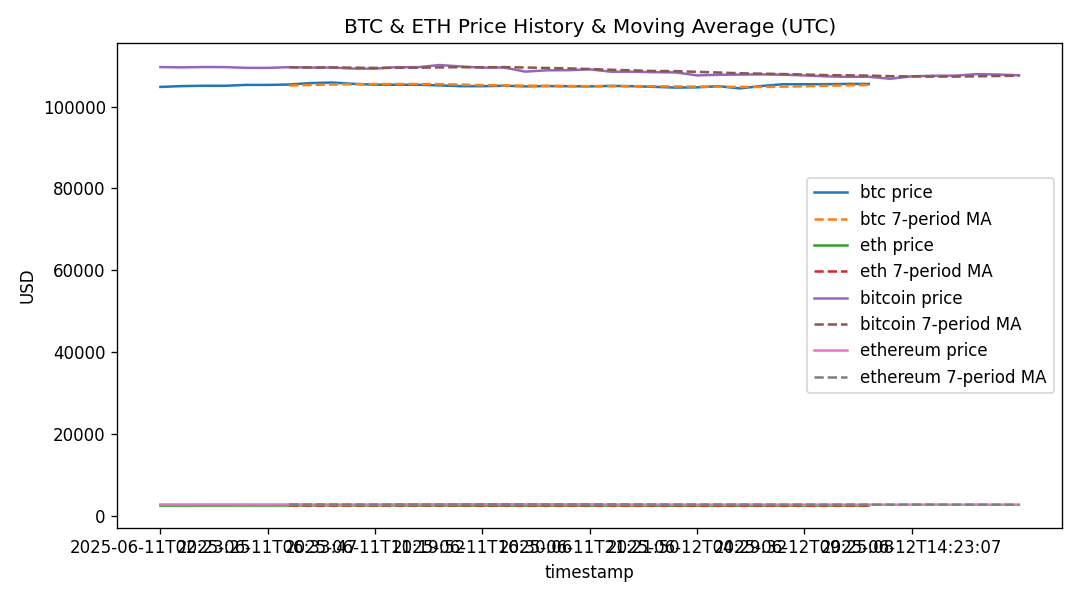 BTC & ETH Price History & Moving Average (UTC)
100000
80000
60000
40000
20000
0
USD
btc price
btc 7-period MA
eth price
eth 7-period MA
bitcoin price
bitcoin 7-period MA
ethereum price
ethereum 7-period MA
2025-06-12T14:23:07
timestamp